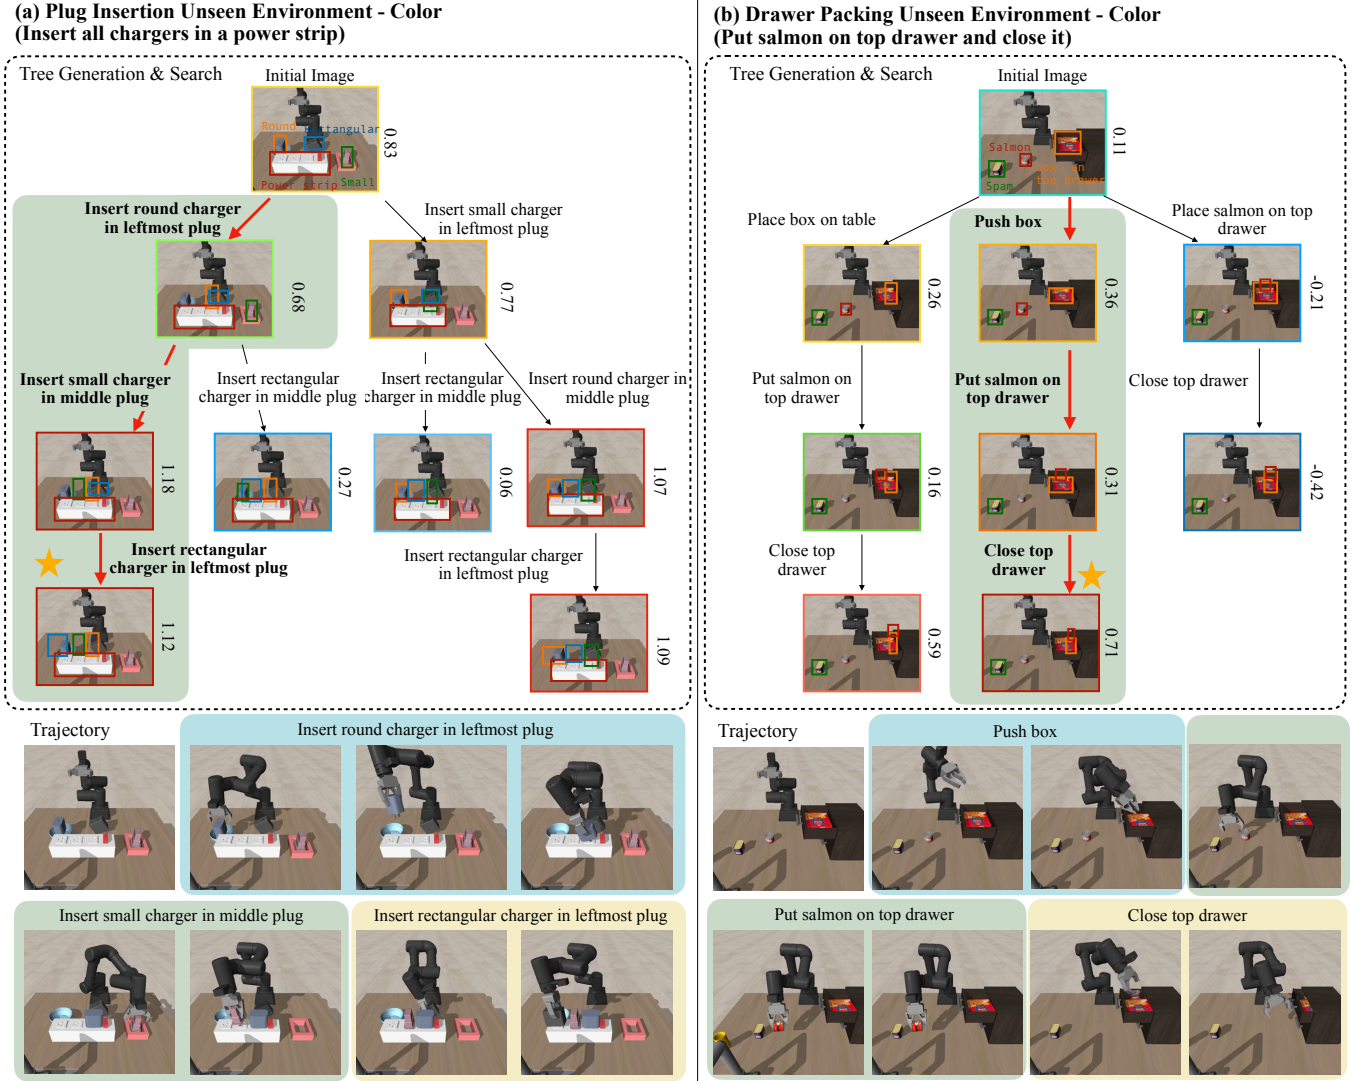 (a) Plug Insertion Unseen Environment - Color
(Insert all chargers in a power strip)
Tree Generation & Search
Initial Image
Round
Rectangular
Power strip
Small
0.83
Insert round charger
in leftmost plug
Insert small charger
in leftmost plug
0.68
0.77
Insert small charger
in middle plug
Insert rectangular
charger in middle plug
Insert rectangular
charger in middle plug
Insert round charger in
middle plug
1.18
0.27
0.06
1.07
Insert rectangular
charger in leftmost plug
Insert rectangular charger
in leftmost plug
1.12
1.09
Trajectory
Insert round charger in leftmost plug
Insert small charger in middle plug
Insert rectangular charger in leftmost plug
(b) Drawer Packing Unseen Environment - Color
(Put salmon on top drawer and close it)
Tree Generation & Search
Initial Image
Salmon
Spam
top drawer
0.11
Place box on table
Push box
Place salmon on top
drawer
0.26
0.36
-0.21
Put salmon on
top drawer
Put salmon on
top drawer
Close top drawer
0.16
0.31
-0.42
Close top
drawer
Close top
drawer
0.59
0.71
Trajectory
Push box
Put salmon on top drawer
Close top drawer